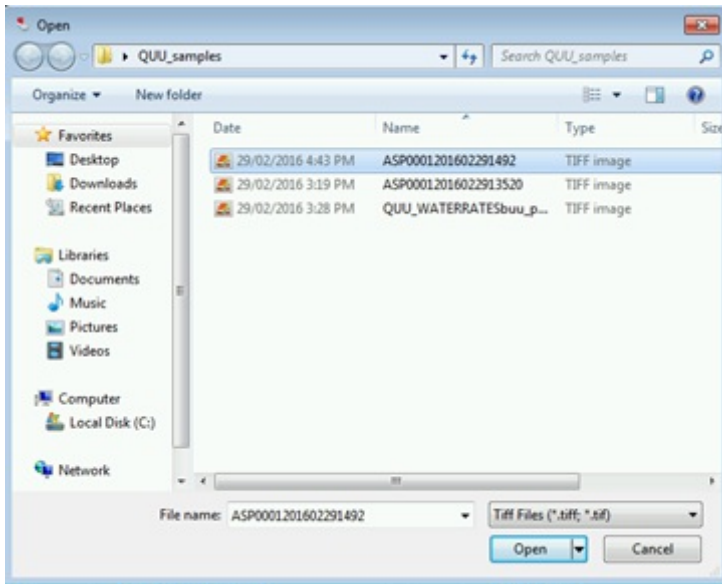 Open
QUU_samples
Search QUU_samples
Organize
New folder
Favorites
Desktop
Downloads
Recent Places
Libraries
Documents
Music
Pictures
Videos
Computer
Local Disk (C:)
Network
Date Name Type Size
29/02/2016 4:43 PM ASP0001201602291492 TIFF image
29/02/2016 3:19 PM ASP00012016022913520 TIFF image
29/02/2016 3:28 PM QUU_WATERRATESbuu_p... TIFF image
File name: ASP0001201602291492
Tiff Files (*.tiff; *.tif)
Open
Cancel